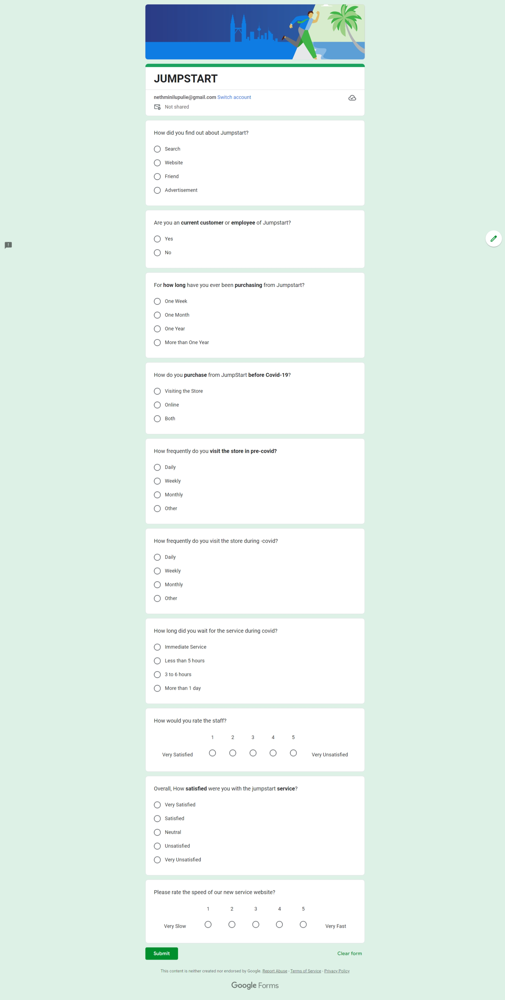 JUMPSTART
nethminilupulie@gmail.com Switch account
Not shared
How did you find out about Jumpstart?
Search
Website
Friend
Advertisement
Are you an current customer or employee of Jumpstart?
Yes
No
For how long have you ever been purchasing from Jumpstart?
One Week
One Month
One Year
More than One Year
How do you purchase from JumpStart before Covid-19?
Visiting the Store
Online
Both
How frequently do you visit the store in pre-covid?
Daily
Weekly
Monthly
Other
How frequently do you visit the store during -covid?
Daily
Weekly
Monthly
Other
How long did you wait for the service during covid?
Immediate Service
Less than 5 hours
3 to 6 hours
More than 1 day
How would you rate the staff?
1 2 3 4 5
Very Satisfied Very Unsatisfied
Overall, How satisfied were you with the jumpstart service?
Very Satisfied
Satisfied
Neutral
Unsatisfied
Very Unsatisfied
Please rate the speed of our new service website?
1 2 3 4 5
Very Slow Very Fast
Submit Clear form
This content is neither created nor endorsed by Google. Report Abuse - Terms of Service - Privacy Policy
Google Forms